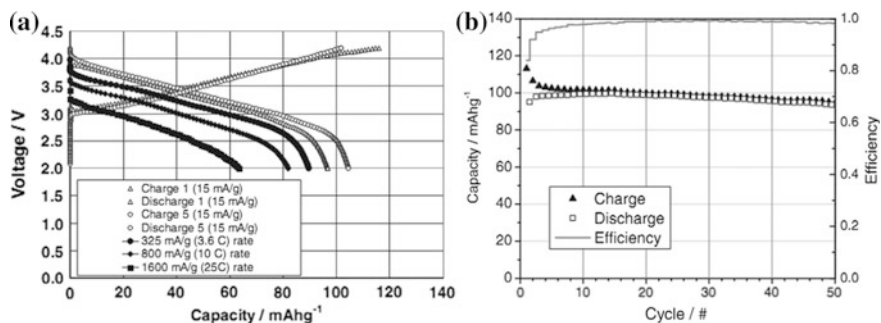 (a)
4.5
4.0
3.5
3.0
2.5
2.0
1.5
1.0
0.5
0.0
Voltage / V
Charge 1 (15 mA/g)
Discharge 1 (15 mA/g)
Charge 5 (15 mA/g)
Discharge 5 (15 mA/g)
325 mA/g (3.6 C) rate
800 mA/g (10 C) rate
1600 mA/g (25C) rate
0 20 40 60 80 100 120 140
Capacity / mAhg-1
(b)
140
120
100
80
60
40
20
0
Capacity / mAhg-1
Charge
Discharge
Efficiency
1.0
0.8
0.6
0.4
0.2
0.0
Efficiency
0 10 20 30 40 50
Cycle / #